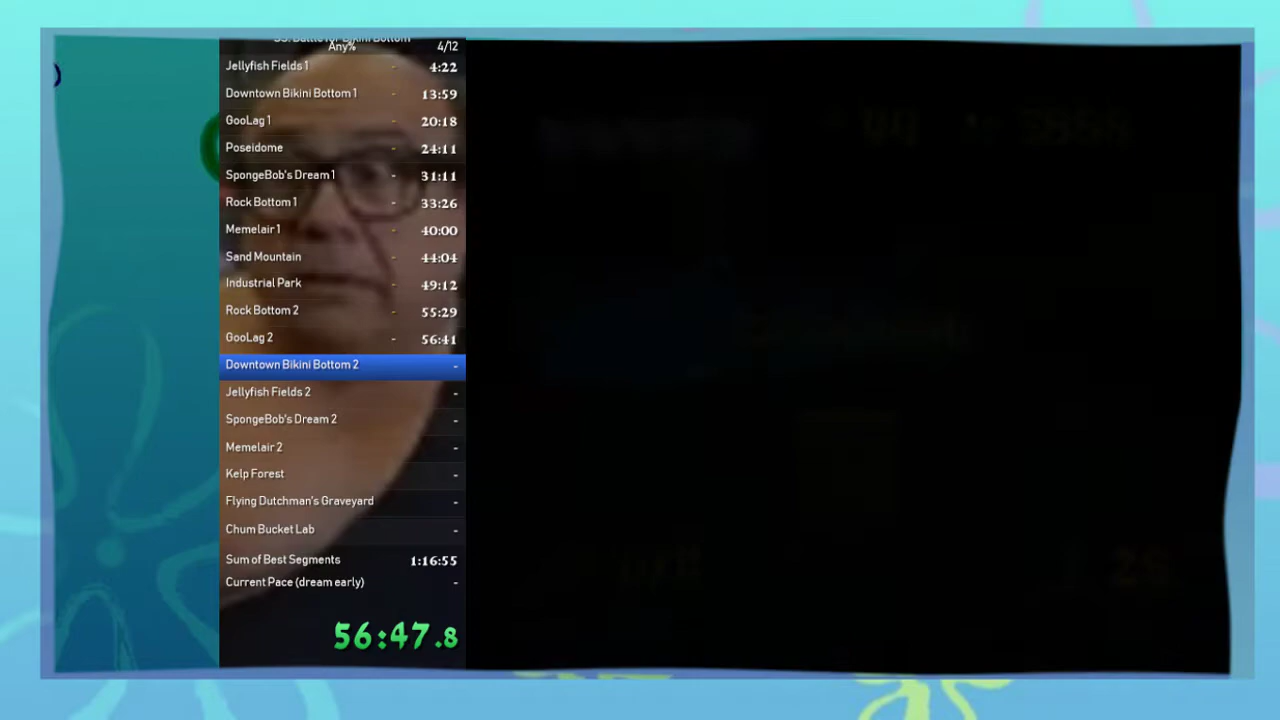 Battle for Bikini Bottom
Any% 4/12
Jellyfish Fields 1 - 4:22
Downtown Bikini Bottom 1 - 13:59
GooLag 1 - 20:18
Poseidome - 24:11
SpongeBob's Dream 1 - 31:11
Rock Bottom 1 - 33:26
Memelair 1 - 40:00
Sand Mountain - 44:04
Industrial Park - 49:12
Rock Bottom 2 - 55:29
GooLag 2 - 56:41
Downtown Bikini Bottom 2 -
Jellyfish Fields 2 -
SpongeBob's Dream 2 -
Memelair 2 -
Kelp Forest -
Flying Dutchman's Graveyard -
Chum Bucket Lab -
Sum of Best Segments 1:16:55
Current Pace (dream early) -
56:47.8